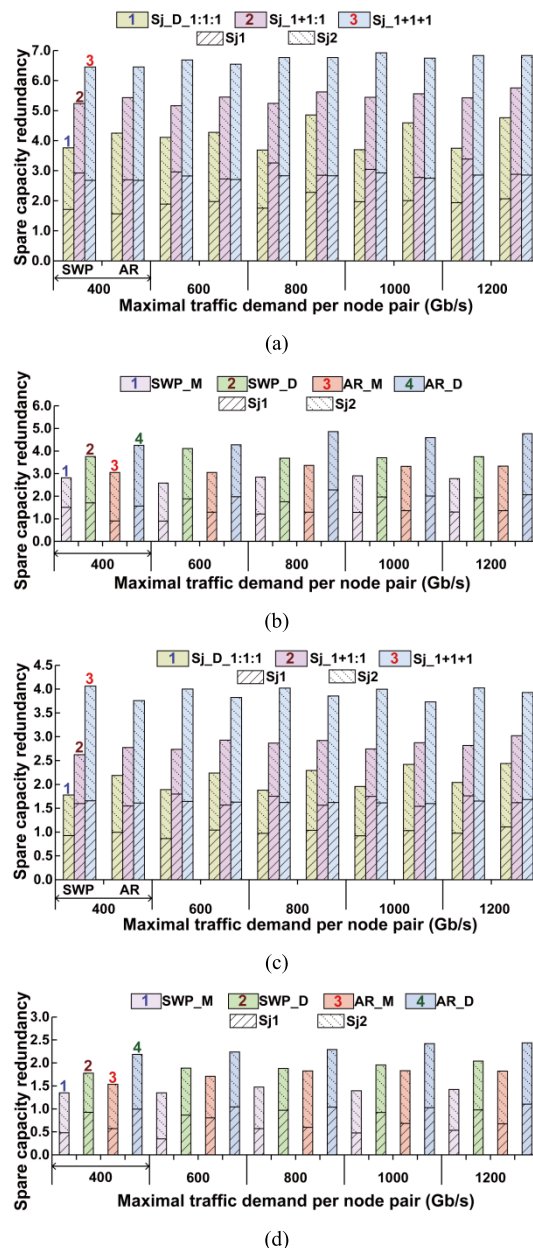 1 Sj_D_1:1:1 2 Sj_1+1:1 3 Sj_1+1+1
Sj1 Sj2
Spare capacity redundancy
7.0
6.0
5.0
4.0
3.0
2.0
1.0
0.0
1 2 3
SWP AR
400 600 800 1000 1200
Maximal traffic demand per node pair (Gb/s)
(a)
1 SWP_M 2 SWP_D 3 AR_M 4 AR_D
Sj1 Sj2
Spare capacity redundancy
6.0
5.0
4.0
3.0
2.0
1.0
0.0
1 2 3 4
400 600 800 1000 1200
Maximal traffic demand per node pair (Gb/s)
(b)
1 Sj_D_1:1:1 2 Sj_1+1:1 3 Sj_1+1+1
Sj1 Sj2
Spare capacity redundancy
4.5
4.0
3.5
3.0
2.5
2.0
1.5
1.0
0.5
0.0
1 2 3
SWP AR
400 600 800 1000 1200
Maximal traffic demand per node pair (Gb/s)
(c)
1 SWP_M 2 SWP_D 3 AR_M 4 AR_D
Sj1 Sj2
Spare capacity redundancy
3.0
2.5
2.0
1.5
1.0
0.5
0.0
1 2 3 4
400 600 800 1000 1200
Maximal traffic demand per node pair (Gb/s)
(d)